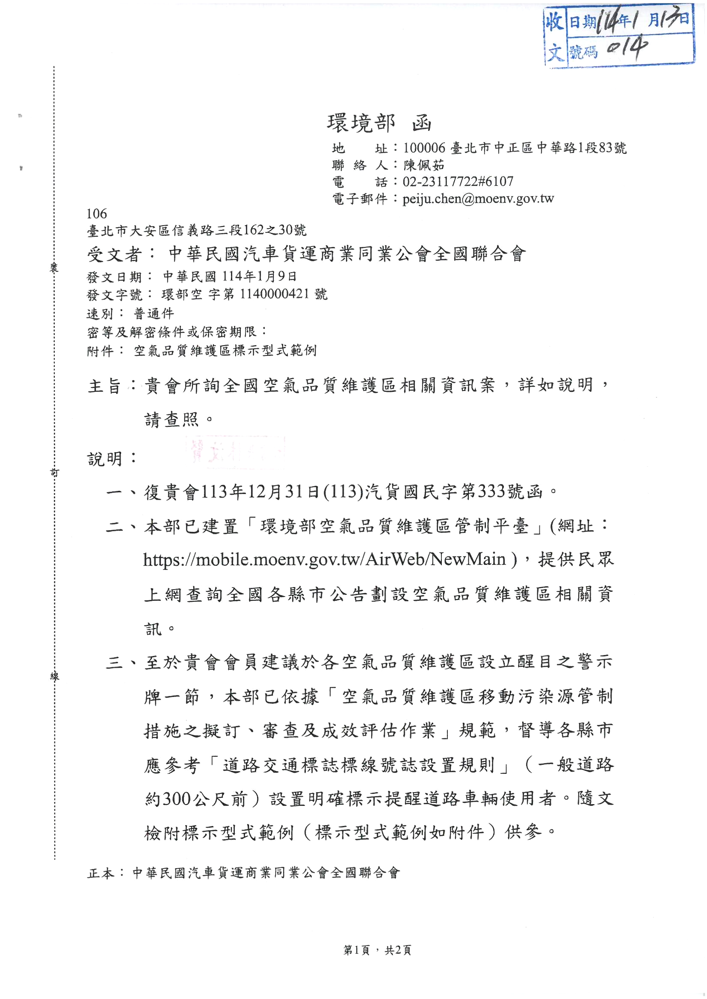 收文 日期114年1月13日
號碼 014
環境部 函
地 址：100006 臺北市中正區中華路1段83號
聯 絡 人：陳佩茹
電 話：02-23117722#6107
電子郵件：peiju.chen@moenv.gov.tw
106
臺北市大安區信義路三段162之30號
受文者： 中華民國汽車貨運商業同業公會全國聯合會
發文日期： 中華民國 114年1月9日
發文字號： 環部空 字第 1140000421 號
速別： 普通件
密等及解密條件或保密期限：
附件： 空氣品質維護區標示型式範例
主旨：貴會所詢全國空氣品質維護區相關資訊案，詳如說明，
請查照。
說明：
一、復貴會113年12月31日(113)汽貨國民字第333號函。
二、本部已建置「環境部空氣品質維護區管制平臺」(網址：
https://mobile.moenv.gov.tw/AirWeb/NewMain )，提供民眾
上網查詢全國各縣市公告劃設空氣品質維護區相關資
訊。
三、至於貴會會員建議於各空氣品質維護區設立醒目之警示
牌一節，本部已依據「空氣品質維護區移動污染源管制
措施之擬訂、審查及成效評估作業」規範，督導各縣市
應參考「道路交通標誌標線號誌設置規則」（一般道路
約300公尺前）設置明確標示提醒道路車輛使用者。隨文
檢附標示型式範例（標示型式範例如附件）供參。
正本： 中華民國汽車貨運商業同業公會全國聯合會
第1頁，共2頁
裝
訂
線